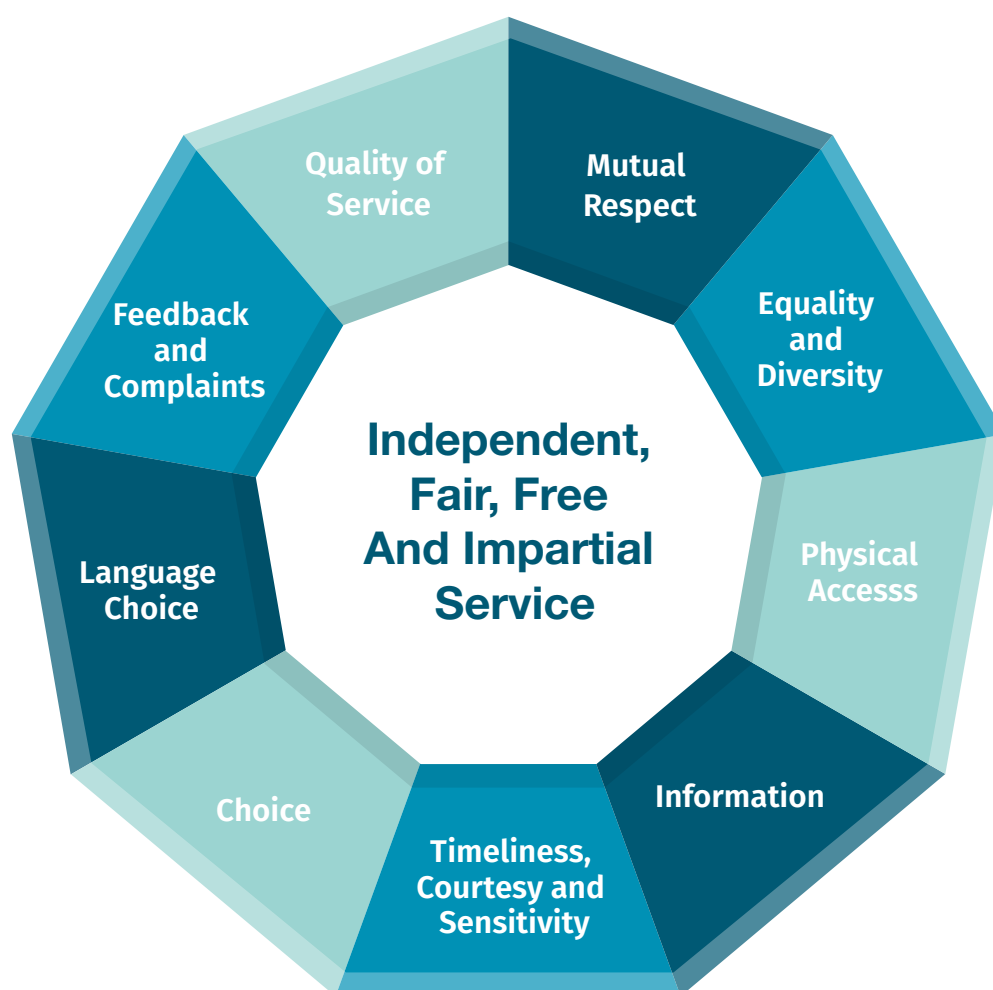 Quality of
Service
Mutual
Respect
Equality
and
Diversity
Physical
Accesss
Information
Timeliness,
Courtesy and
Sensitivity
Choice
Language
Choice
Feedback
and
Complaints
Independent,
Fair, Free
And Impartial
Service